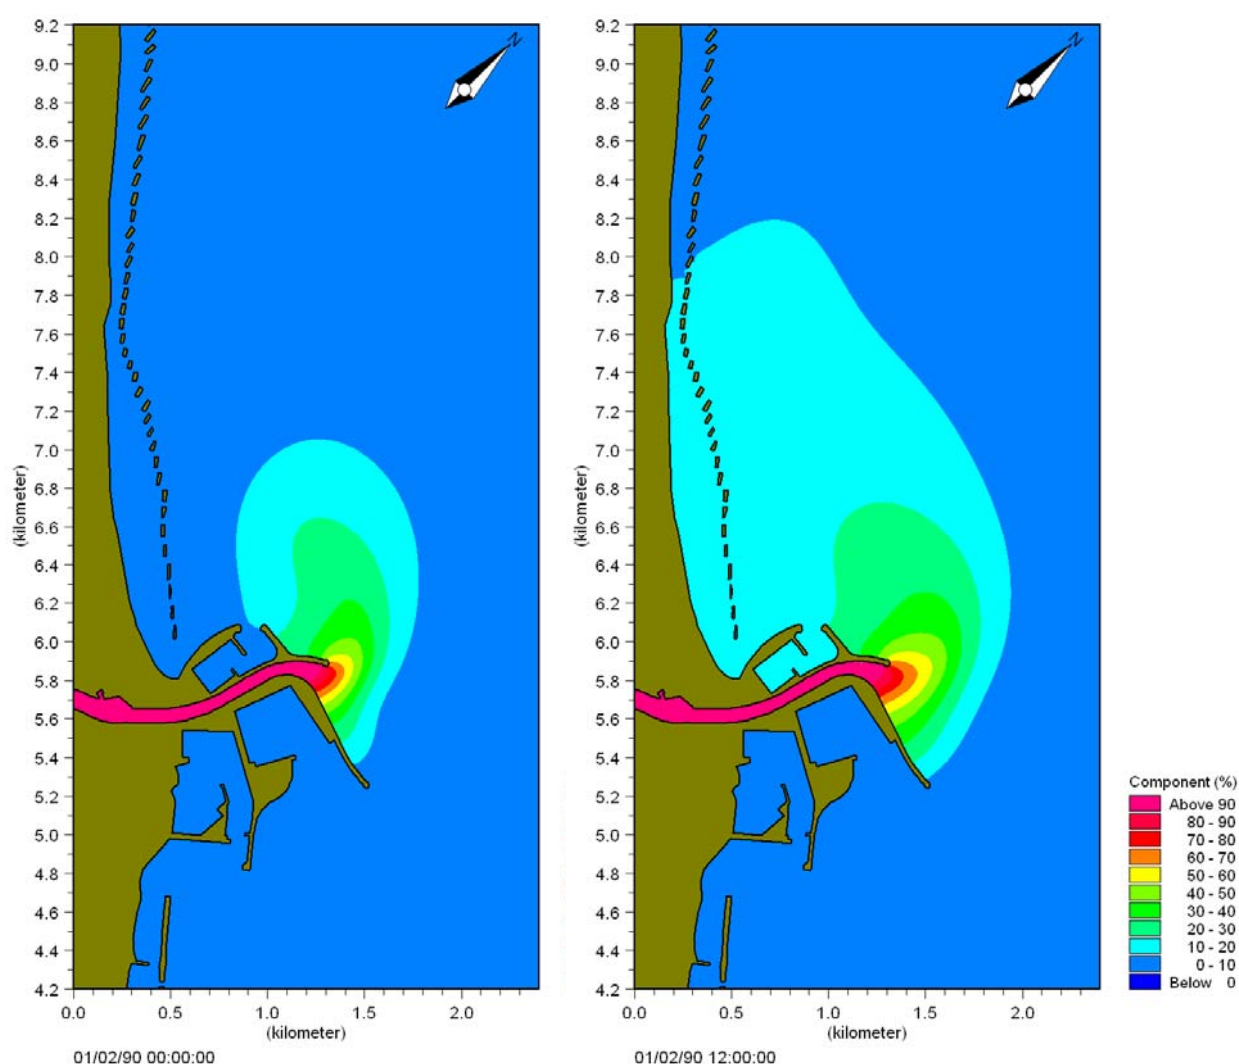 N
N
9.2
9.0
8.8
8.6
8.4
8.2
8.0
7.8
7.6
7.4
7.2
7.0
6.8
6.6
6.4
6.2
6.0
5.8
5.6
5.4
5.2
5.0
4.8
4.6
4.4
4.2
(kilometer)
0.0 0.5 1.0 1.5 2.0
(kilometer)
01/02/90 00:00:00
9.2
9.0
8.8
8.6
8.4
8.2
8.0
7.8
7.6
7.4
7.2
7.0
6.8
6.6
6.4
6.2
6.0
5.8
5.6
5.4
5.2
5.0
4.8
4.6
4.4
4.2
(kilometer)
0.0 0.5 1.0 1.5 2.0
(kilometer)
01/02/90 12:00:00
Component (%)
Above 90
80 - 90
70 - 80
60 - 70
50 - 60
40 - 50
30 - 40
20 - 30
10 - 20
0 - 10
Below 0